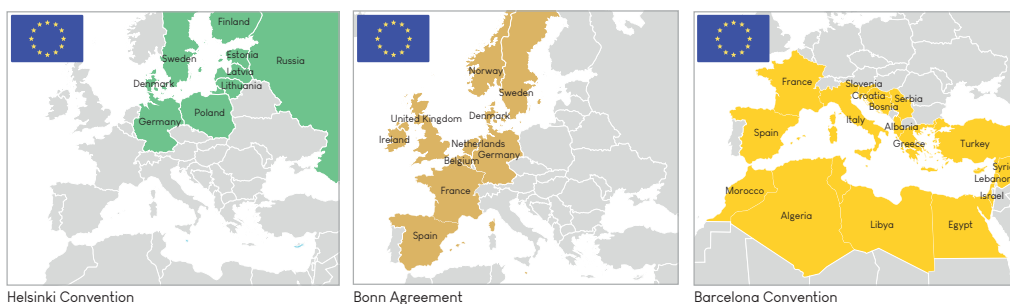 Finland
Sweden
Estonia
Russia
Latvia
Denmark
Lithuania
Poland
Germany
Helsinki Convention
Norway
Sweden
Denmark
United Kingdom
Ireland
Netherlands
Germany
Belgium
France
Spain
Bonn Agreement
France
Slovenia
Croatia
Serbia
Bosnia
Italy
Albania
Spain
Greece
Turkey
Syri
Lebanon
Morocco
Israel
Algeria
Libya
Egypt
Barcelona Convention